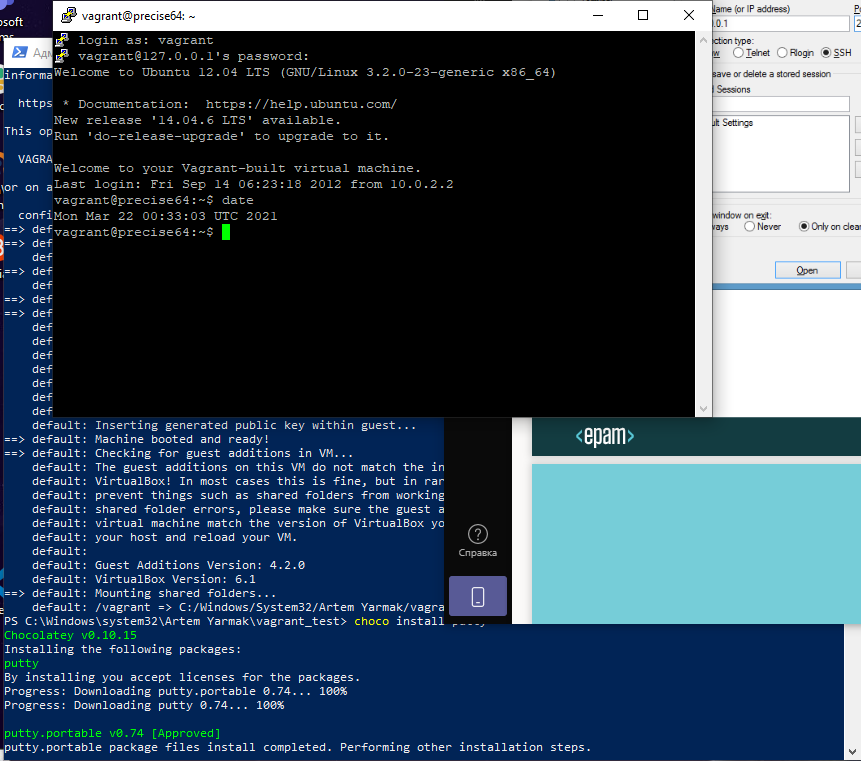 vagrant@precise64: ~
login as: vagrant
vagrant@127.0.0.1's password:
Welcome to Ubuntu 12.04 LTS (GNU/Linux 3.2.0-23-generic x86_64)
* Documentation:  https://help.ubuntu.com/
New release '14.04.6 LTS' available.
Run 'do-release-upgrade' to upgrade to it.
Welcome to your Vagrant-built virtual machine.
Last login: Fri Sep 14 06:23:18 2012 from 10.0.2.2
vagrant@precise64:~$ date
Mon Mar 22 00:33:03 UTC 2021
vagrant@precise64:~$
osoft
Адм
informa
https
This op
VAGRA
or on a
confi
==> def
==> def
def
==> def
def
==> def
==> def
def
def
def
def
def
def
def
default: Inserting generated public key within guest...
==> default: Machine booted and ready!
==> default: Checking for guest additions in VM...
default: The guest additions on this VM do not match the in
default: VirtualBox! In most cases this is fine, but in rar
default: prevent things such as shared folders from working
default: shared folder errors, please make sure the guest a
default: virtual machine match the version of VirtualBox yo
default: your host and reload your VM.
default:
default: Guest Additions Version: 4.2.0
default: VirtualBox Version: 6.1
==> default: Mounting shared folders...
default: /vagrant => C:/Windows/System32/Artem Yarmak/vagra
PS C:\Windows\system32\Artem Yarmak\vagrant_test> choco install putty
Chocolatey v0.10.15
Installing the following packages:
putty
By installing you accept licenses for the packages.
Progress: Downloading putty.portable 0.74... 100%
Progress: Downloading putty 0.74... 100%
putty.portable v0.74 [Approved]
putty.portable package files install completed. Performing other installation steps.
Name (or IP address)
.0.1
ction type:
w Telnet Rlogin SSH
save or delete a stored session
Sessions
ult Settings
window on exit:
ways Never Only on clean
Open
<epam>
Справка